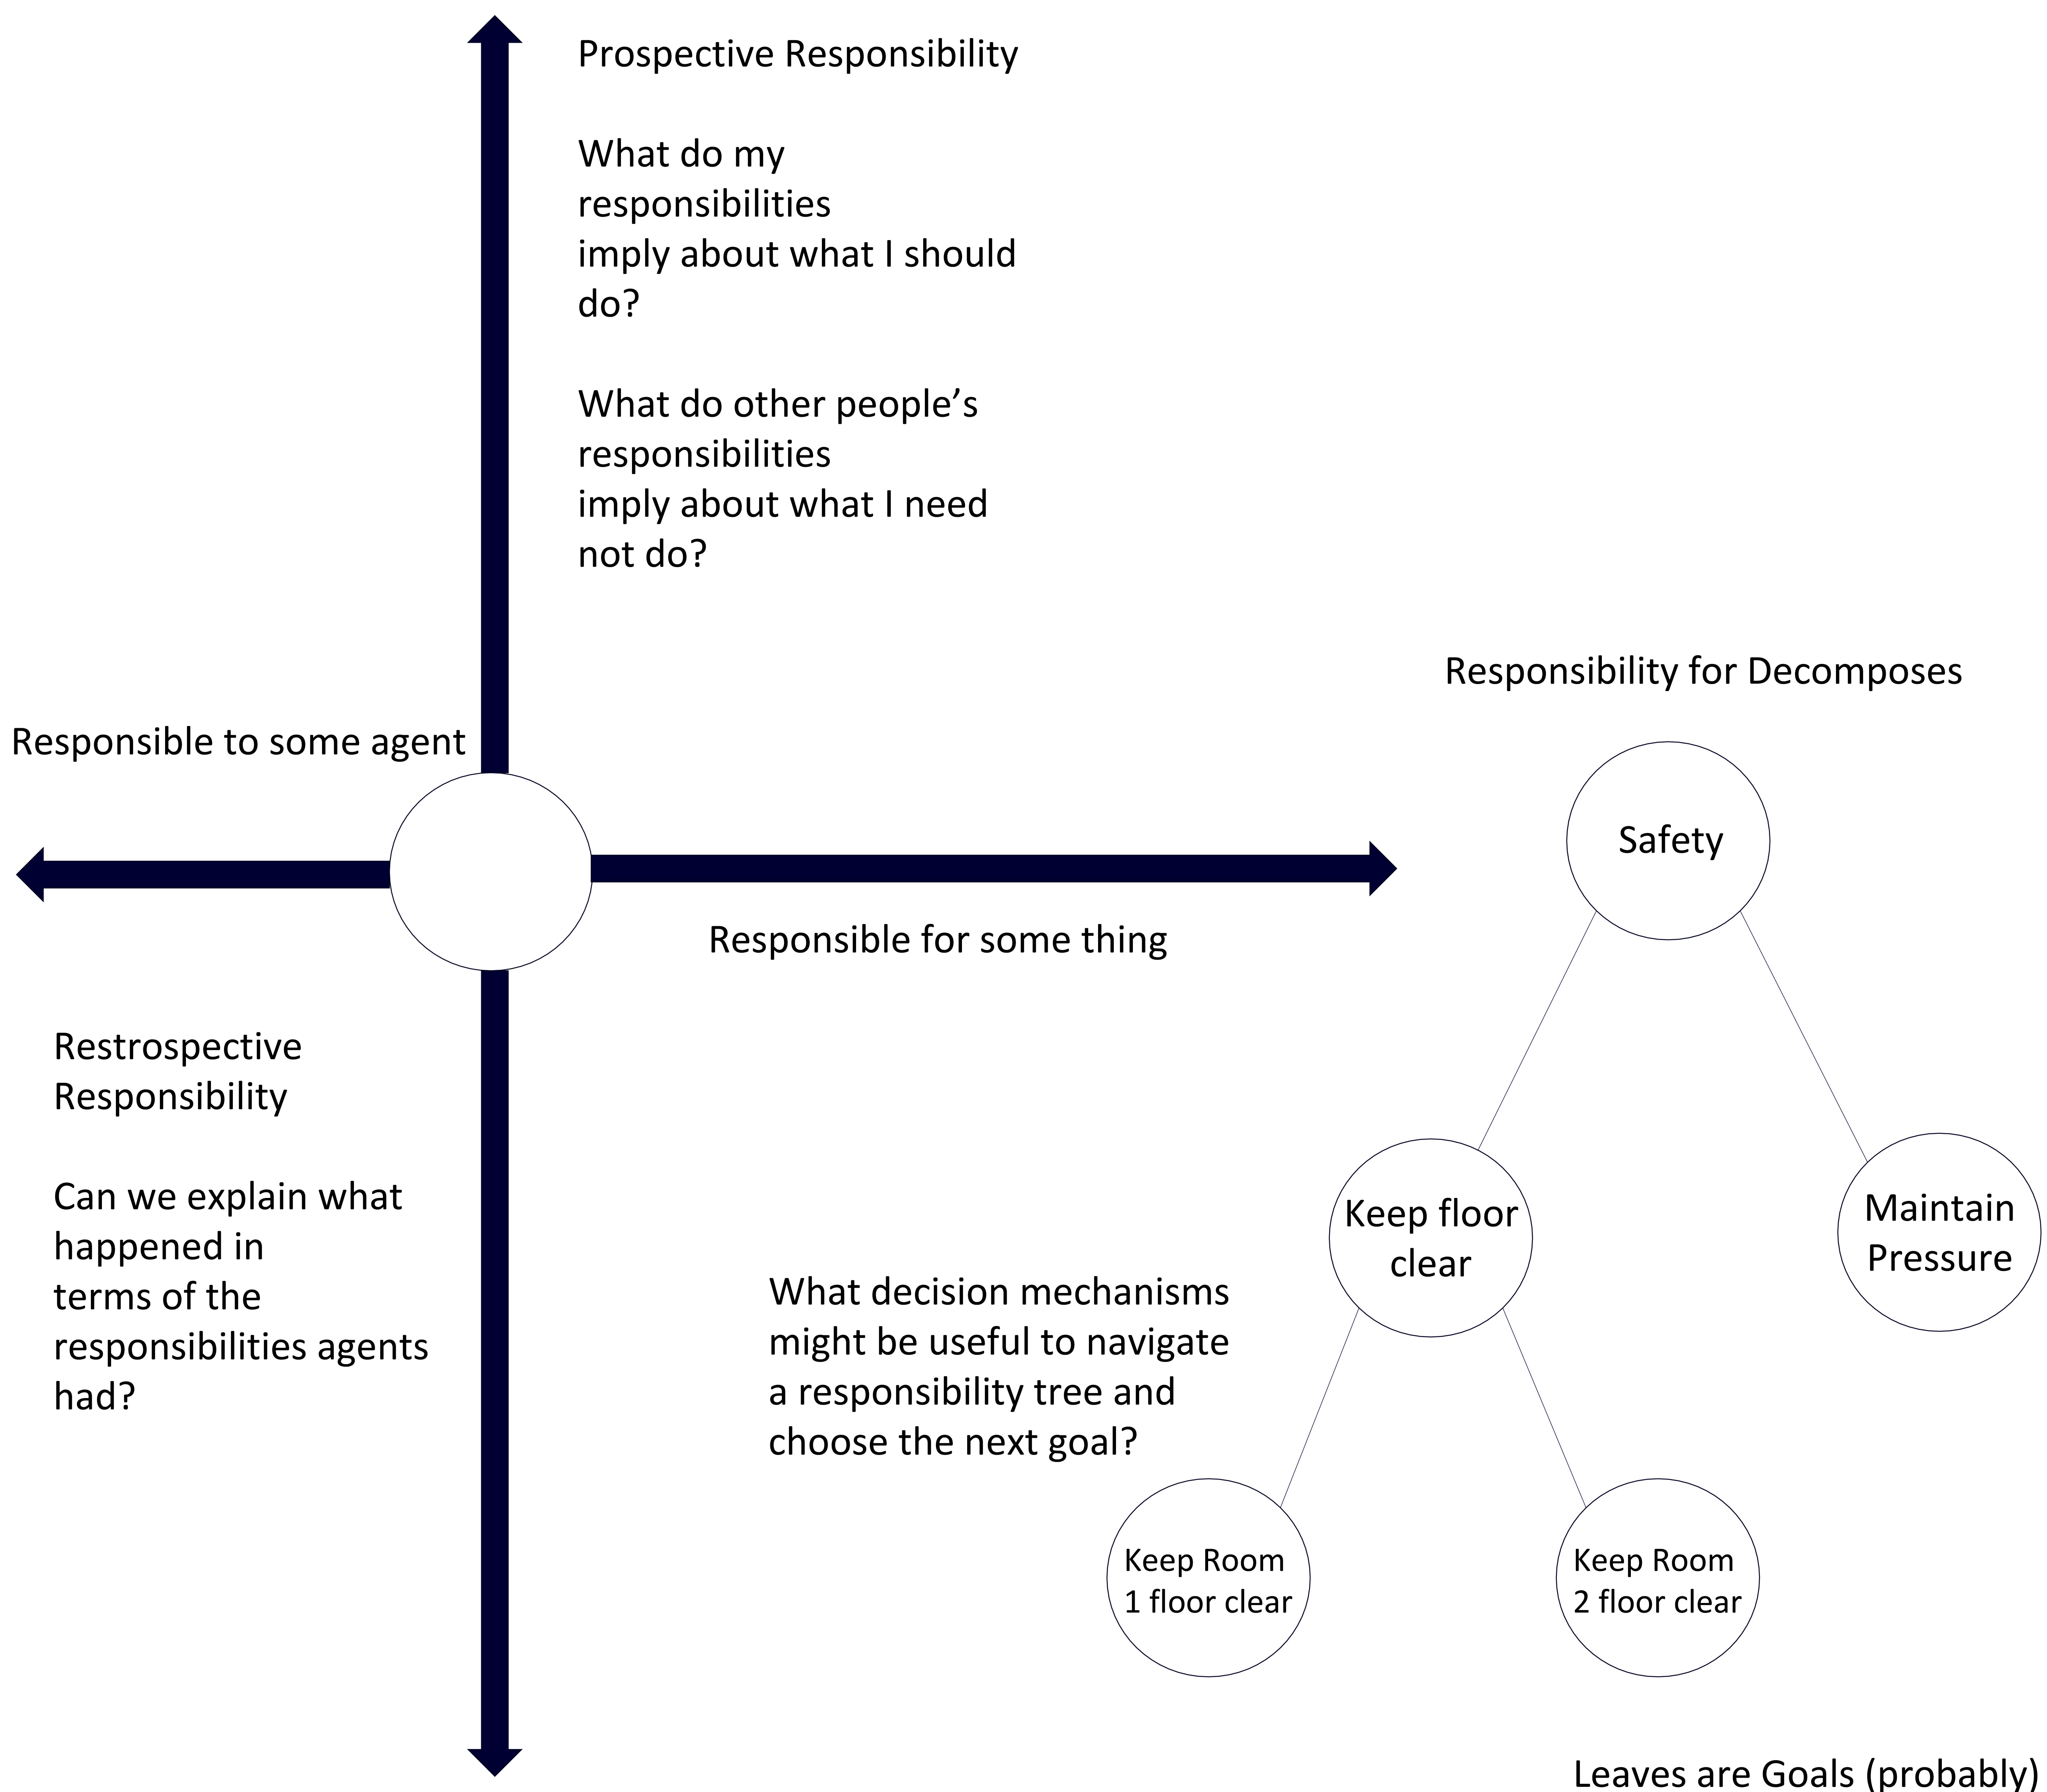 Prospective Responsibility
What do my
responsibilities
imply about what I should
do?
What do other people’s
responsibilities
imply about what I need
not do?
Responsibility for Decomposes
Responsible to some agent
Safety
Responsible for some thing
Restrospective
Responsibility
Can we explain what
happened in
terms of the
responsibilities agents
had?
Keep floor
clear
Maintain
Pressure
What decision mechanisms
might be useful to navigate
a responsibility tree and
choose the next goal?
Keep Room
1 floor clear
Keep Room
2 floor clear
Leaves are Goals (probably)